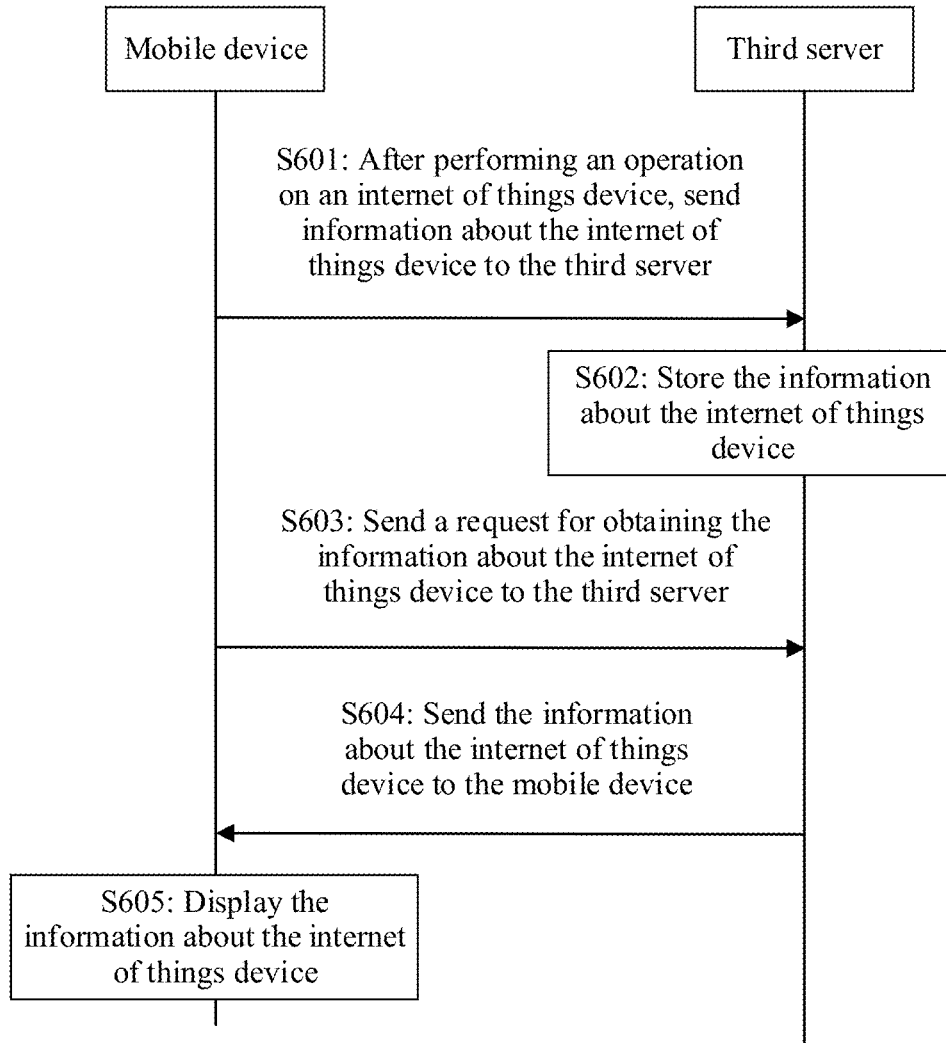 Mobile device
Third server
S601: After performing an operation
on an internet of things device, send
information about the internet of
things device to the third server
S602: Store the information
about the internet of things
device
S603: Send a request for obtaining the
information about the internet of
things device to the third server
S604: Send the information
about the internet of things
device to the mobile device
S605: Display the
information about the internet
of things device